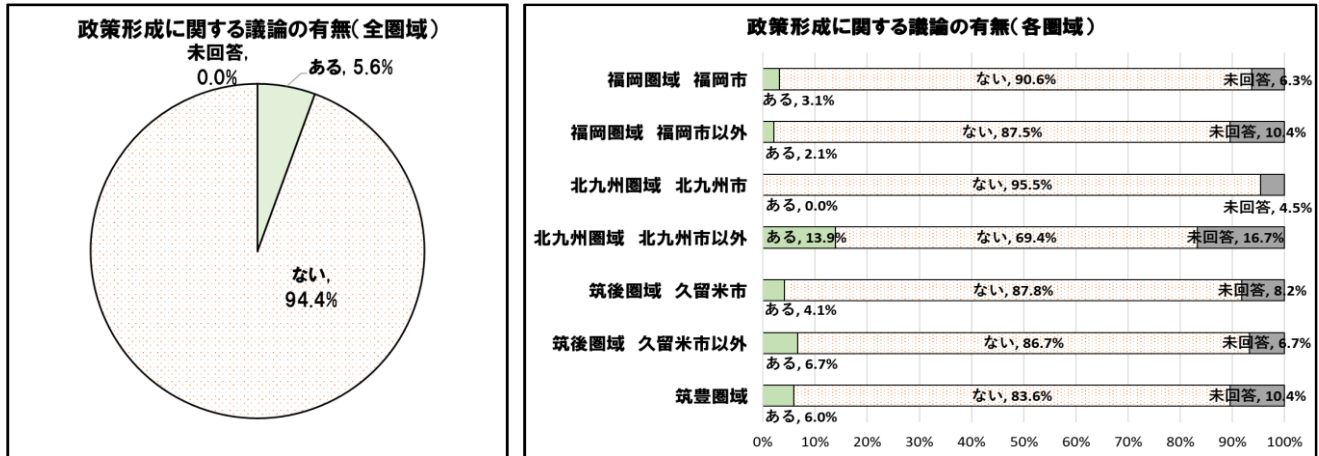 政策形成に関する議論の有無(全圏域)
未回答,
0.0%
ある, 5.6%
ない,
94.4%
政策形成に関する議論の有無(各圏域)
福岡圏域 福岡市
ない, 90.6%
未回答, 6.3%
ある, 3.1%
福岡圏域 福岡市以外
ない, 87.5%
未回答, 10.4%
ある, 2.1%
北九州圏域 北九州市
ない, 95.5%
ある, 0.0%
未回答, 4.5%
北九州圏域 北九州市以外
ある, 13.9%
ない, 69.4%
未回答, 16.7%
筑後圏域 久留米市
ない, 87.8%
未回答, 8.2%
ある, 4.1%
筑後圏域 久留米市以外
ない, 86.7%
未回答, 6.7%
ある, 6.7%
筑豊圏域
ない, 83.6%
未回答, 10.4%
ある, 6.0%
0% 10% 20% 30% 40% 50% 60% 70% 80% 90% 100%